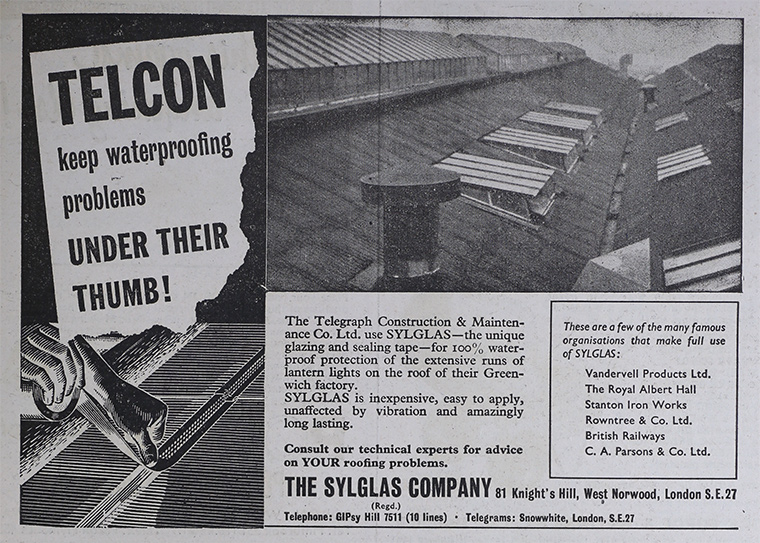 TELCON
keep waterproofing
problems
UNDER THEIR
THUMB!
The Telegraph Construction & Mainten-
ance Co. Ltd. use SYLGLAS—the unique
glazing and sealing tape—for 100% water-
proof protection of the extensive runs of
lantern lights on the roof of their Green-
wich factory.
SYLGLAS is inexpensive, easy to apply,
unaffected by vibration and amazingly
long lasting.
Consult our technical experts for advice
on YOUR roofing problems.
These are a few of the many famous
organisations that make full use
of SYLGLAS:
Vandervell Products Ltd.
The Royal Albert Hall
Stanton Iron Works
Rowntree & Co. Ltd.
British Railways
C. A. Parsons & Co. Ltd.
THE SYLGLAS COMPANY 81 Knight's Hill, West Norwood, London S.E.27
(Regd.)
Telephone: GIPsy Hill 7511 (10 lines) · Telegrams: Snowwhite, London, S.E.27